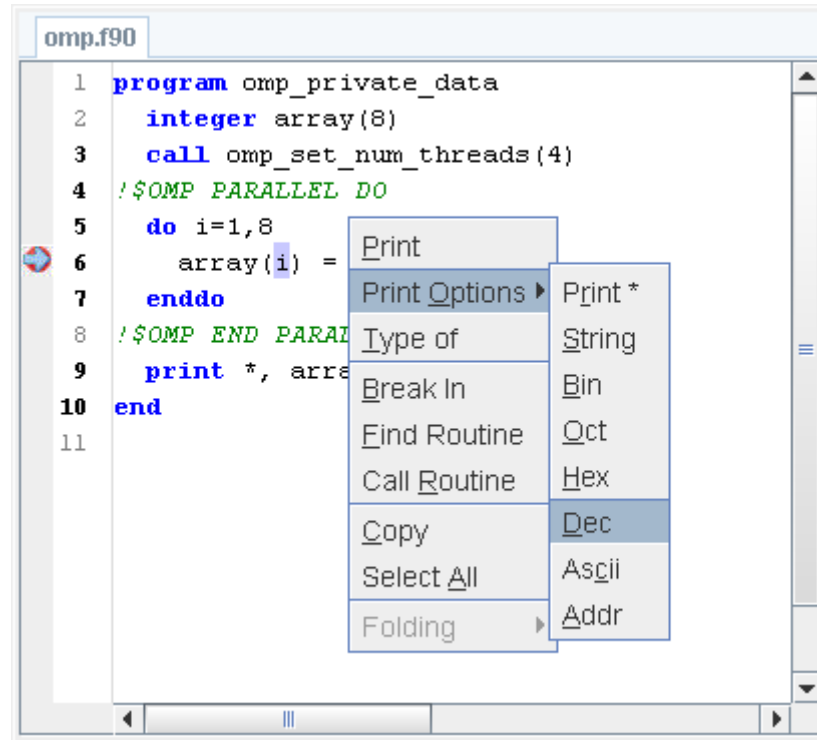 omp.f90
1 program omp_private_data
2 integer array(8)
3 call omp_set_num_threads(4)
4 !$OMP PARALLEL DO
5 do i=1,8
6 array(i) =
7 enddo
8 !$OMP END PARAL
9 print *, arra
10 end
11
Print
Print Options
Type of
Break In
Find Routine
Call Routine
Copy
Select All
Folding
Print *
String
Bin
Oct
Hex
Dec
Ascii
Addr